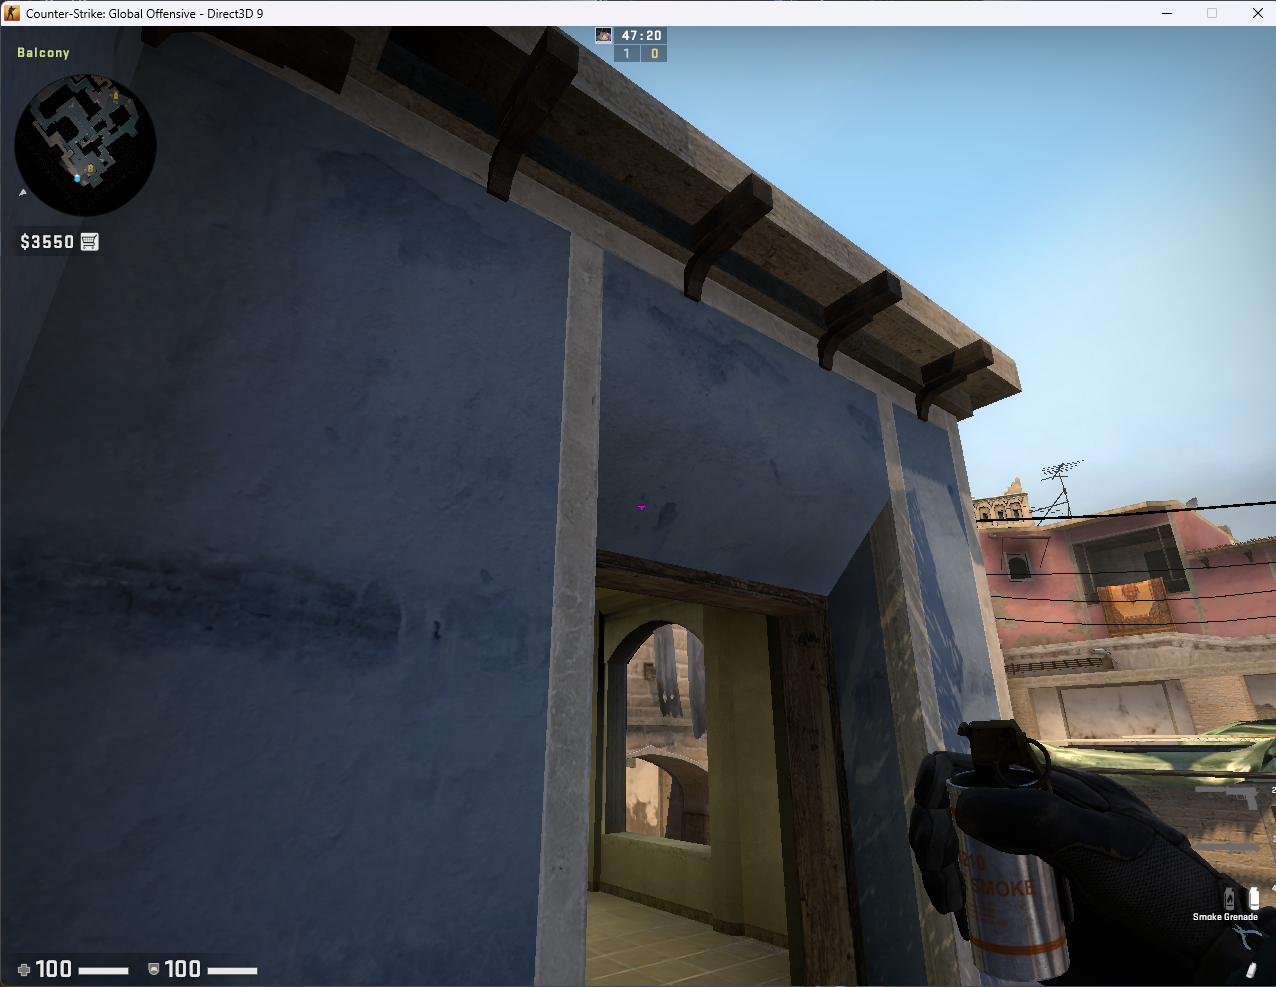 Counter-Strike: Global Offensive - Direct3D 9
47:20
1 0
Balcony
$3550
SMOKE
Smoke Grenade
100 100